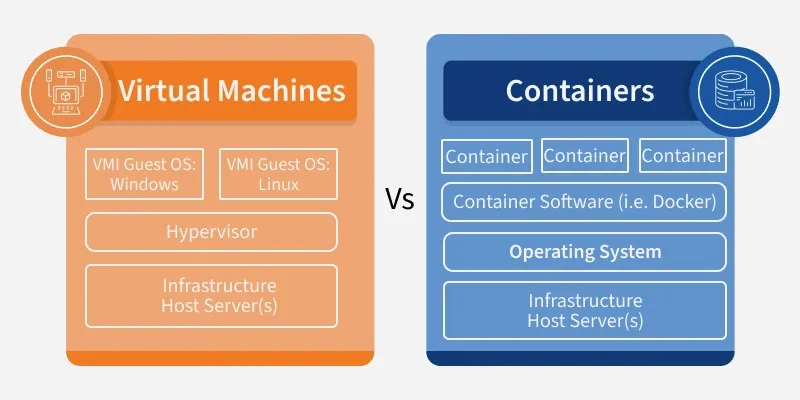 Virtual Machines
VMI Guest OS:
Windows
VMI Guest OS:
Linux
Hypervisor
Infrastructure
Host Server(s)
Vs
Containers
Container
Container
Container
Container Software (i.e. Docker)
Operating System
Infrastructure
Host Server(s)